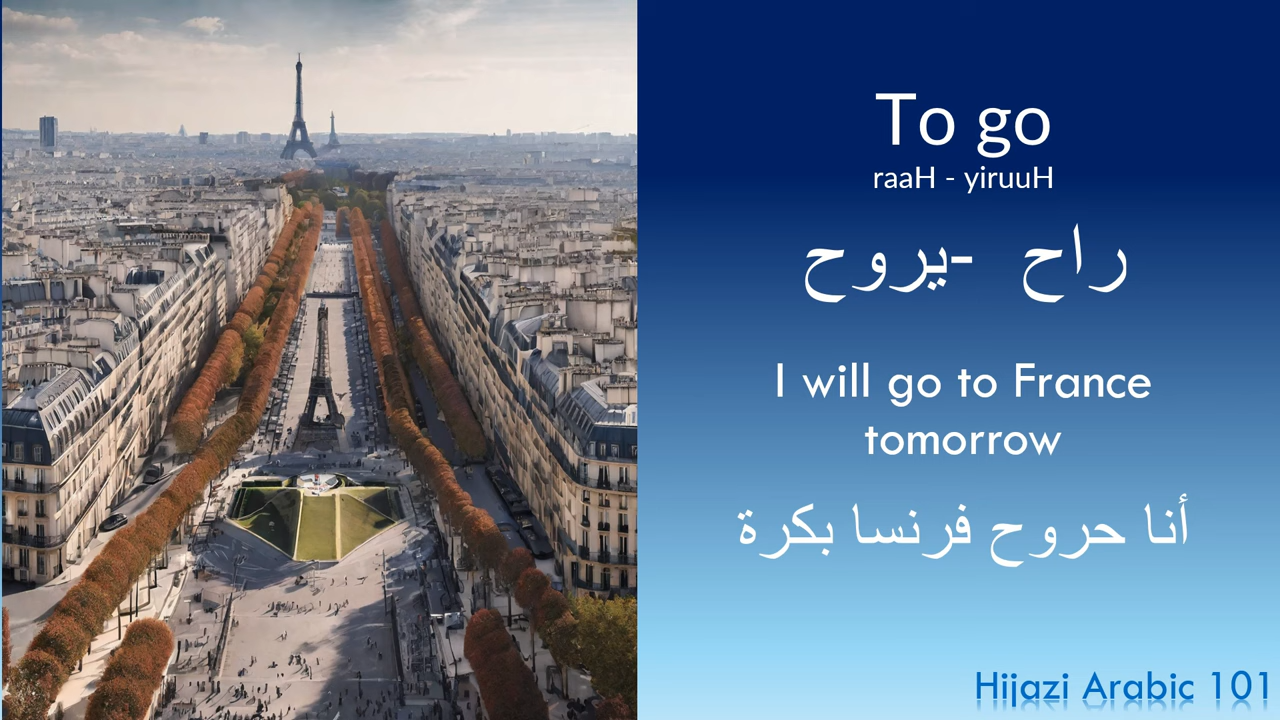 To go
raaH - yiruuH
راح -يروح
I will go to France
tomorrow
أنا حروح فرنسا بكرة
Hijazi Arabic 101